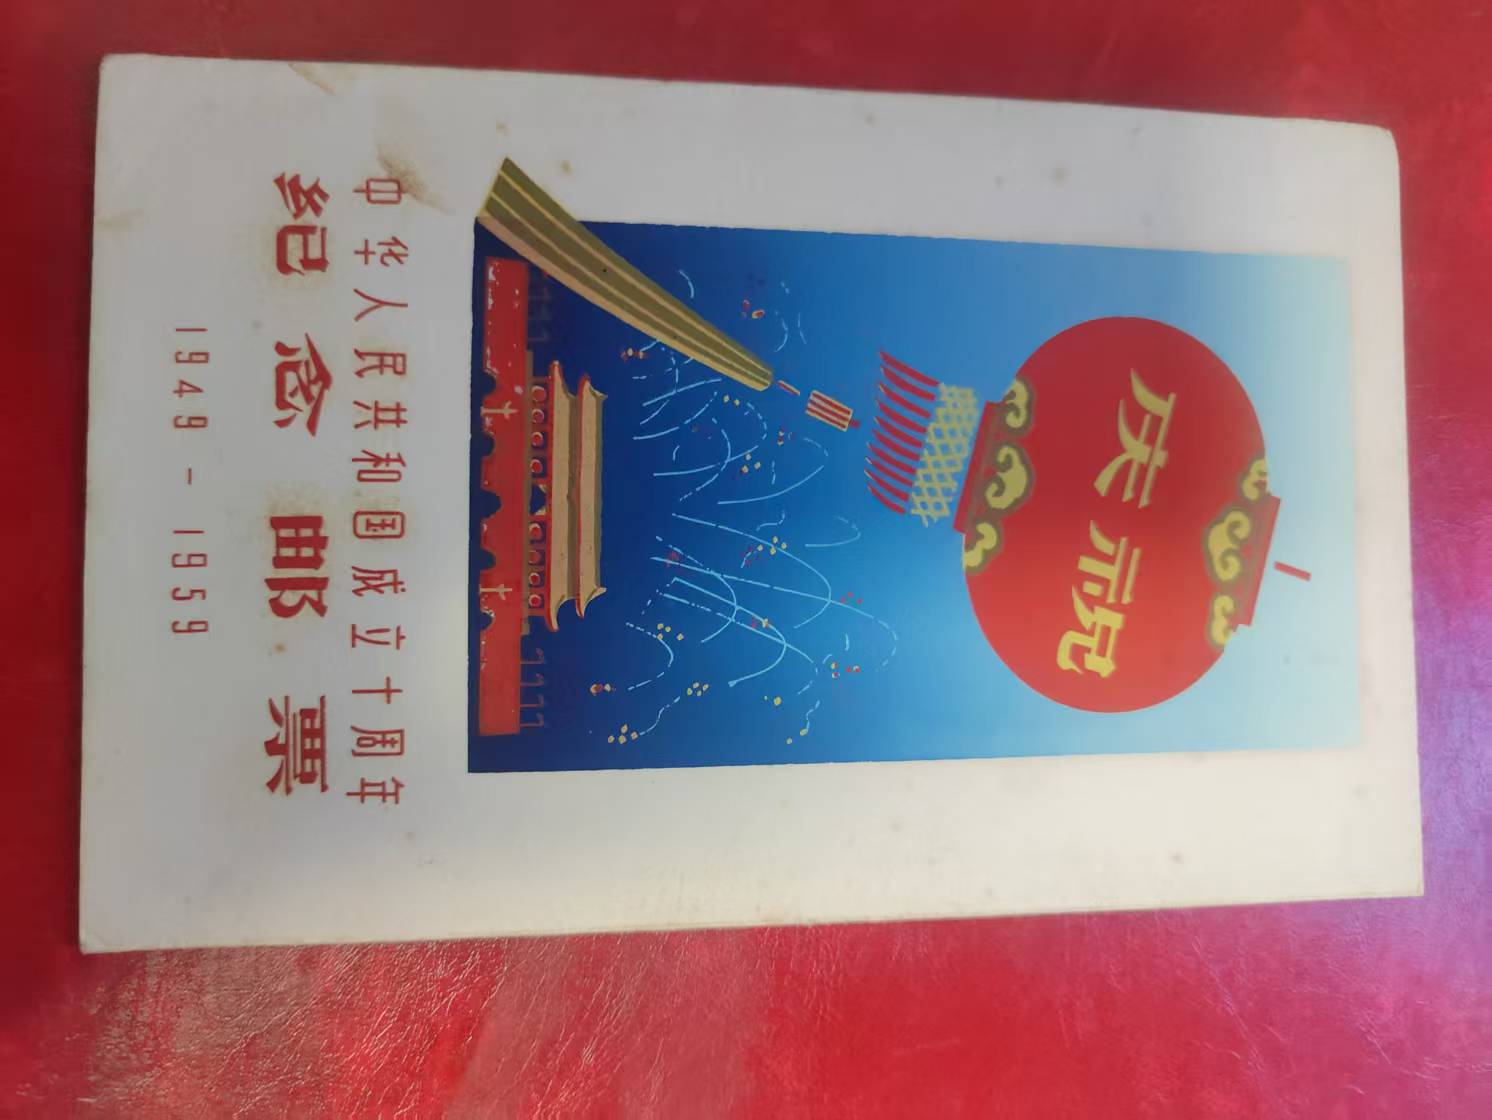 庆祝
中华人民共和国成立十周年
纪念邮票
1949-1959